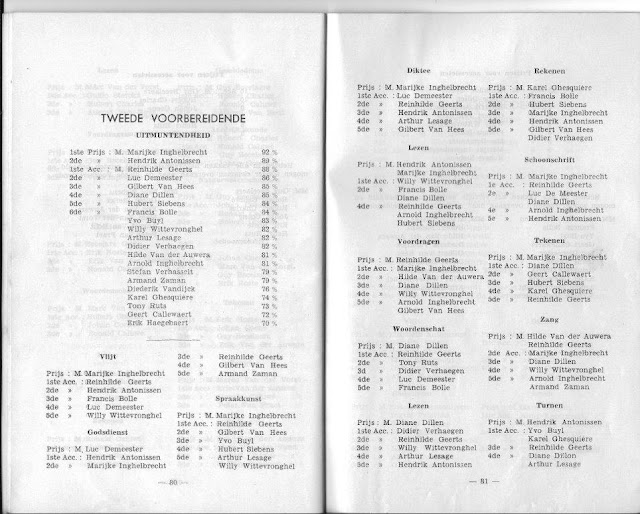 TWEEDE VOORBEREIDENDE
UITMUNTENDHEID
1ste Prijs : M. Marijke Inghelbrecht 92 %
2de » Hendrik Antonissen 89 %
1ste Acc. : M. Reinhilde Geerts 88 %
2de » Luc Demeester 86 %
3de » Gilbert Van Hees 85 %
4de » Diane Dillen 85 %
5de » Hubert Siebens 84 %
6de » Francis Bolle 84 %
Yvo Buyl 83 %
Willy Wittevronghel 82 %
Arthur Lesage 82 %
Didier Verhaegen 82 %
Hilde Van der Auwera 81 %
Arnold Inghelbrecht 81 %
Stefan Verhasselt 79 %
Armand Zaman 79 %
Diederik Vandijck 76 %
Karel Ghesquière 74 %
Tony Ruts 73 %
Geert Callewaert 72 %
Erik Haegebaert 70 %
Vlijt
Prijs : M. Marijke Inghelbrecht
1ste Acc. : Reinhilde Geerts
2de » Hendrik Antonissen
3de » Francis Bolle
4de » Luc Demeester
5de » Willy Wittevronghel
Godsdienst
Prijs : M. Luc Demeester
1ste Acc. : Hendrik Antonissen
2de » Marijke Inghelbrecht
3de » Reinhilde Geerts
4de » Gilbert Van Hees
5de » Armand Zaman
Spraakkunst
Prijs : M. Marijke Inghelbrecht
1ste Acc. : M. Reinhilde Geerts
2de » Gilbert Van Hees
3de » Yvo Buyl
4de » Hubert Siebens
5de » Arthur Lesage
Willy Wittevronghel
— 80 —
Diktee
Prijs : M. Marijke Inghelbrecht
1ste Acc. : Luc Demeester
2de » Reinhilde Geerts
3de » Hendrik Antonissen
4de » Arthur Lesage
5de » Gilbert Van Hees
Lezen
Prijs : M. Hendrik Antonissen
Marijke Inghelbrecht
1ste Acc. : Willy Wittevronghel
2de » Francis Bolle
Diane Dillen
4de » Reinhilde Geerts
Arnold Inghelbrecht
Hubert Siebens
Voordragen
Prijs : M. Reinhilde Geerts
1ste Acc. : Marijke Inghelbrecht
2de » Hilde Van der Auwera
3de » Diane Dillen
4de » Willy Wittevronghel
5de » Arnold Inghelbrecht
Gilbert Van Hees
Woordenschat
Prijs : M. Diane Dillen
1ste Acc. : Reinhilde Geerts
2de » Tony Ruts
3d » Didier Verhaegen
4de » Luc Demeester
5de » Francis Bolle
Lezen
Prijs : M. Diane Dillen
1ste Acc. : Didier Verhaegen
2de » Reinhilde Geerts
3de » Willy Wittevronghel
4de » Arthur Lesage
5de » Hendrik Antonissen
Rekenen
Prijs : M. Karel Ghesquière
1ste Acc. : Francis Bolle
2de » Hubert Siebens
3de » Marijke Inghelbrecht
4de » Hendrik Antonissen
5de » Gilbert Van Hees
Didier Verhaegen
Schoonschrift
Prijs : M. Marijke Inghelbrecht
1e Acc. : Reinhilde Geerts
2e » Luc De Meester
Diane Dillen
4e » Arnold Inghelbrecht
5e » Hendrik Antonissen
Tekenen
Prijs : M. Marijke Inghelbrecht
1ste Acc. : Diane Dillen
2de » Geert Callewaert
3de » Hubert Siebens
4de » Karel Ghesquière
5de » Reinhilde Geerts
Zang
Prijs : M. Hilde Van der Auwera
Reinhilde Geerts
2de Acc. : Marijke Inghelbrecht
3de » Diane Dillen
4de » Willy Wittevronghel
5de » Arnold Inghelbrecht
Armand Zaman
Turnen
Prijs : M. Hendrik Antonissen
1ste Acc. : Yvo Buyl
Karel Ghesquière
3de » Reinhilde Geerts
4de » Diane Dillon
Arthur Lesage
— 81 —